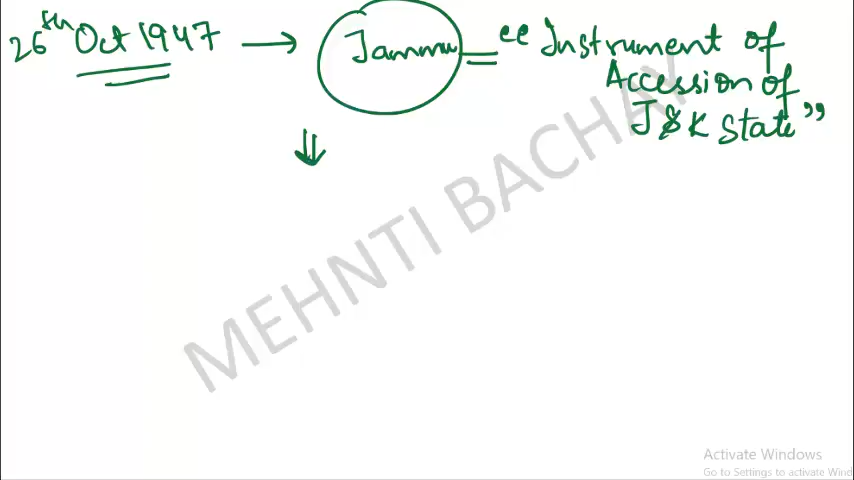 26th Oct 1947 → Jammu = "Instrument of
Accession of
J & K State"
MEHNTI BACHAY
Activate Windows
Go to Settings to activate Wind